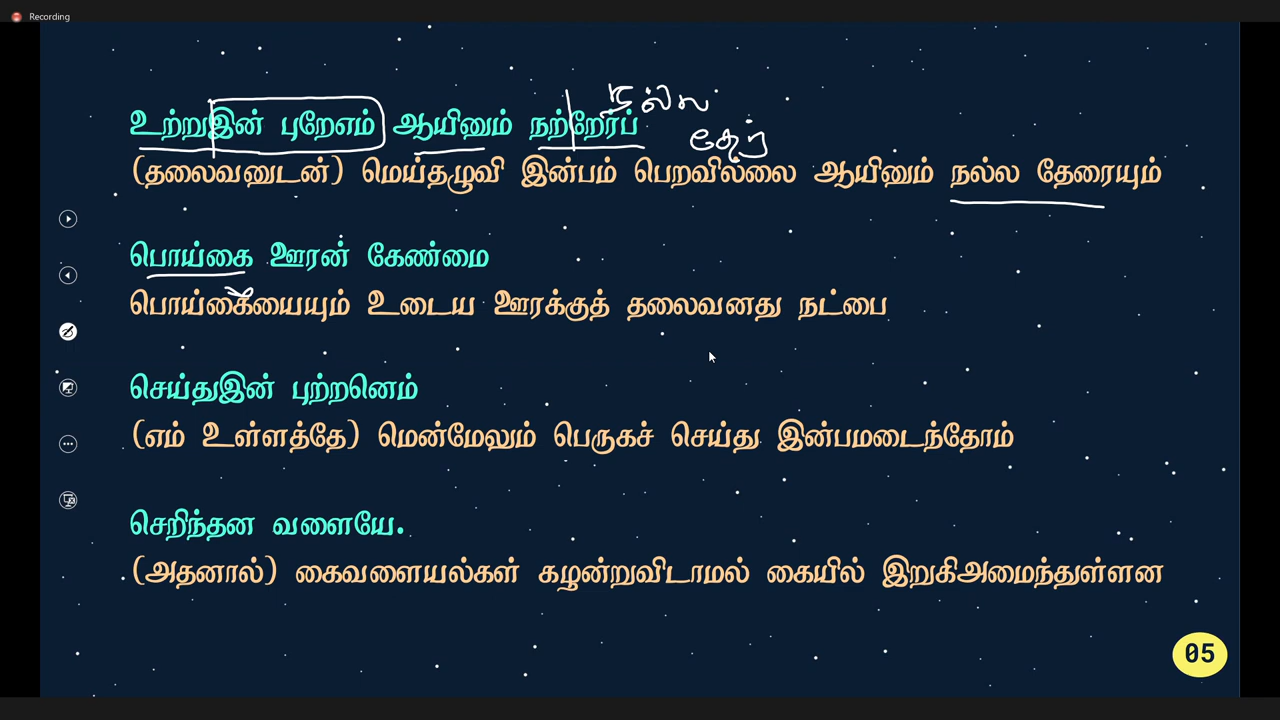 Recording
நல்ல
தேர்
உற்றுஇன் புறேஎம் ஆயினும் நற்றேர்ப்
(தலைவனுடன்) மெய்தழுவி இன்பம் பெறவில்லை ஆயினும் நல்ல தேரையும்
பொய்கை ஊரன் கேண்மை
பொய்கையையும் உடைய ஊரக்குத் தலைவனது நட்பை
செய்துஇன் புற்றனெம்
(எம் உள்ளத்தே) மென்மேலும் பெருகச் செய்து இன்பமடைந்தோம்
செறிந்தன வளையே.
(அதனால்) கைவளையல்கள் கழன்றுவிடாமல் கையில் இறுகிஅமைந்துள்ளன
05